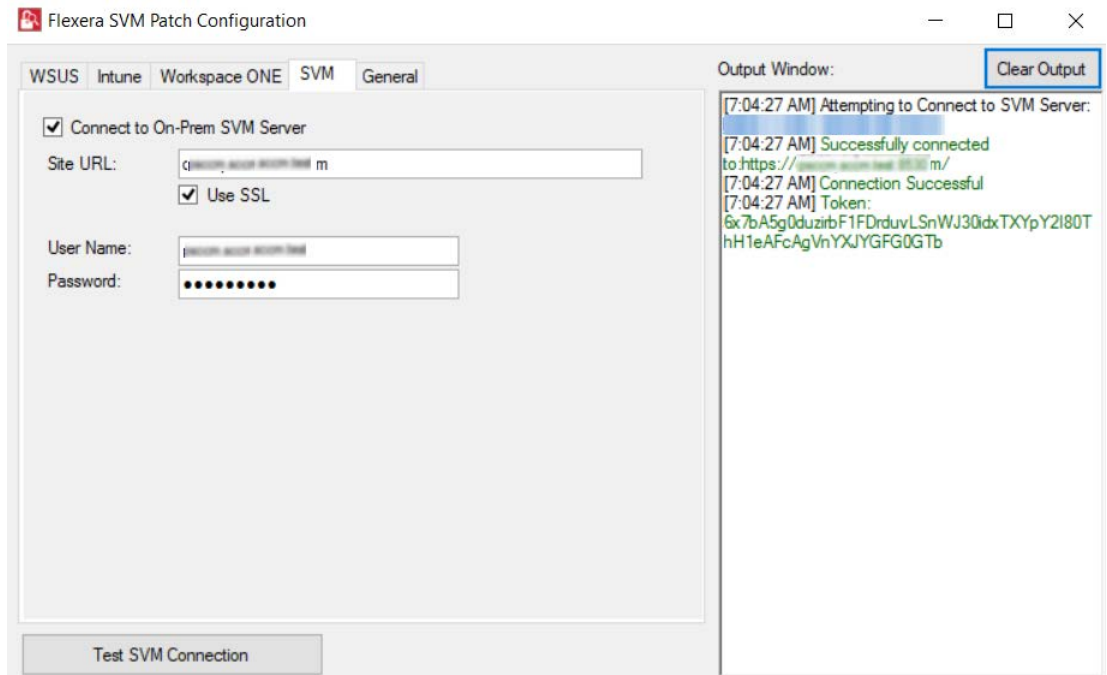 Flexera SVM Patch Configuration
WSUS Intune Workspace ONE SVM General
Connect to On-Prem SVM Server
Site URL:
m
Use SSL
User Name:
Password:
Test SVM Connection
Output Window:
Clear Output
[7:04:27 AM] Attempting to Connect to SVM Server:
[7:04:27 AM] Successfully connected
to:https:// m/
[7:04:27 AM] Connection Successful
[7:04:27 AM] Token:
6x7bA5g0duzirbF1FDrduvLSnWJ30idxTXYpY2I80T
hH1eAFcAgVnYXJYGFG0GTb